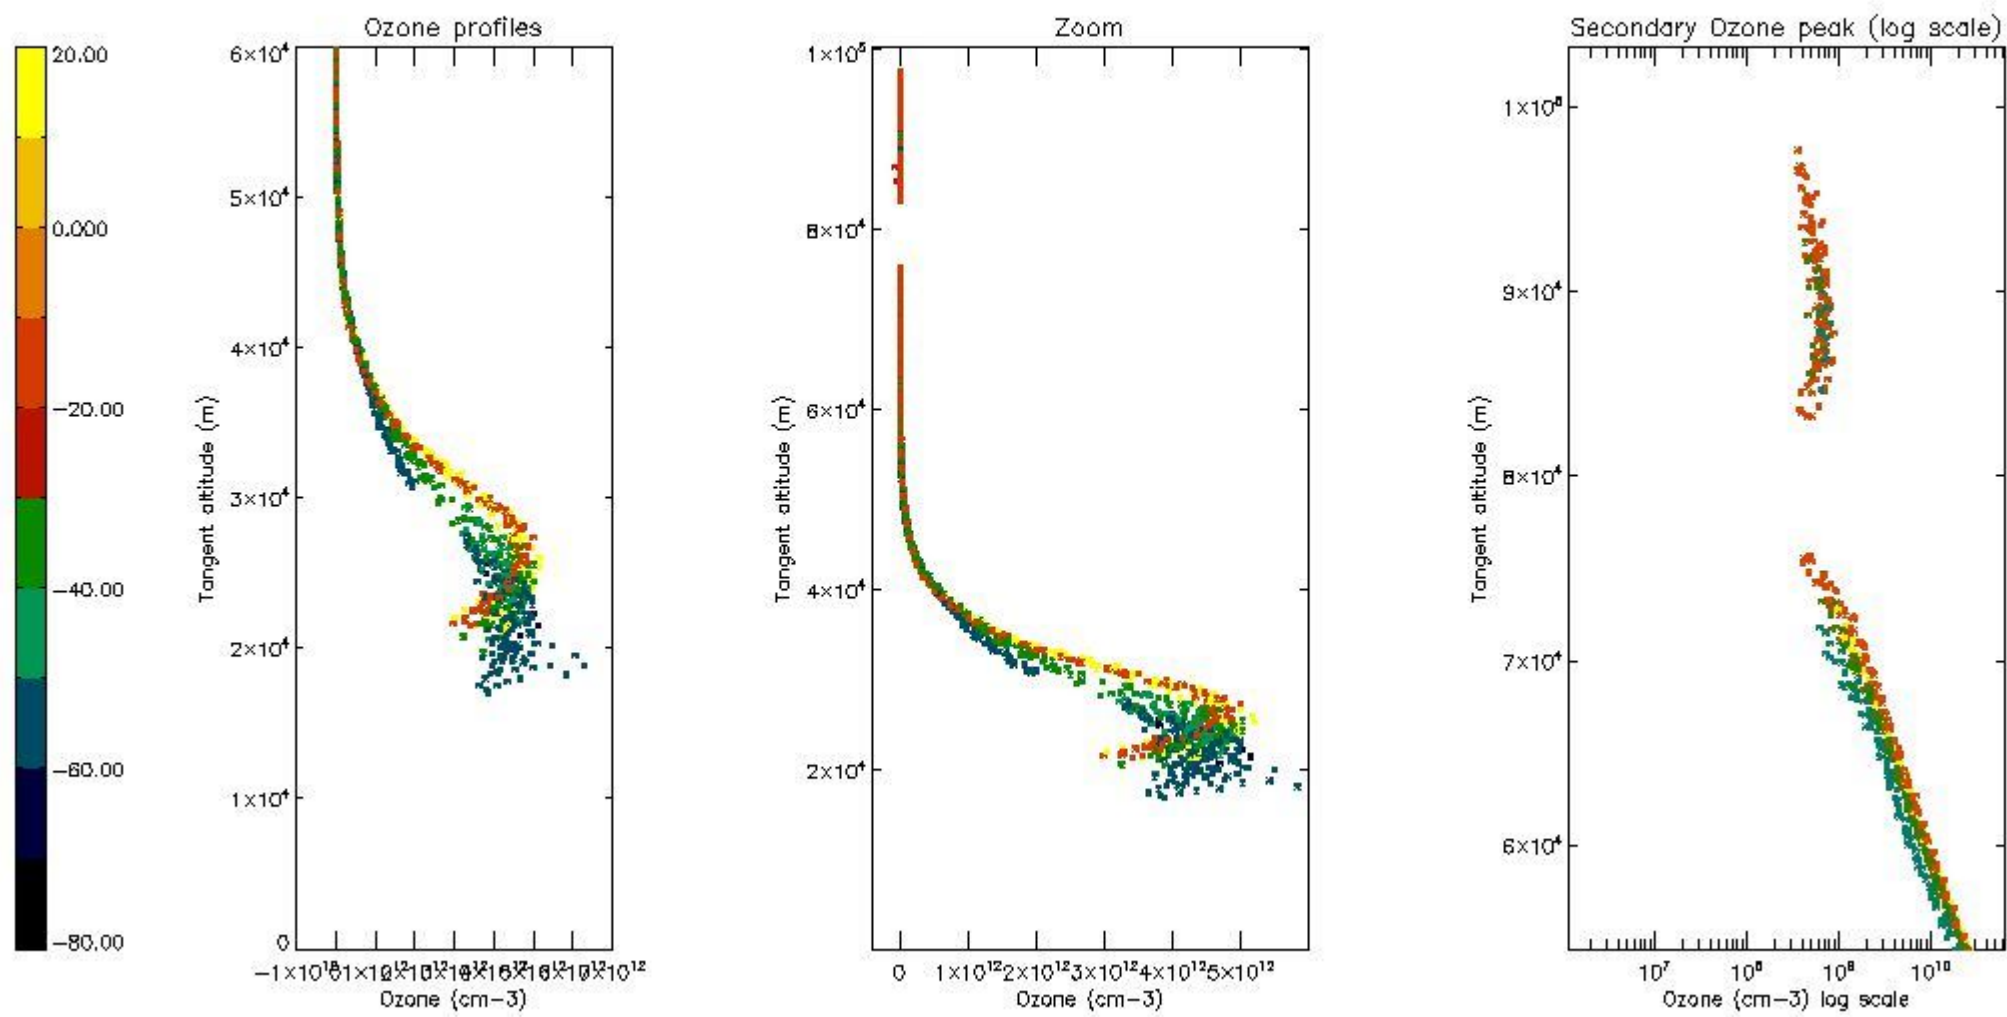 Ozone profiles
Zoom
Secondary Ozone peak (log scale)
20.00
0.000
−20.00
−40.00
−60.00
−80.00
6×10⁴
5×10⁴
4×10⁴
3×10⁴
2×10⁴
1×10⁴
0
Tangent altitude (m)
Ozone (cm−3)
1×10⁵
8×10⁴
6×10⁴
4×10⁴
2×10⁴
Tangent altitude (m)
0 1×10¹² 2×10¹² 3×10¹² 4×10¹² 5×10¹²
Ozone (cm−3)
1×10⁵
9×10⁴
8×10⁴
7×10⁴
6×10⁴
Tangent altitude (m)
10⁷ 10⁸ 10⁹ 10¹⁰
Ozone (cm−3) log scale